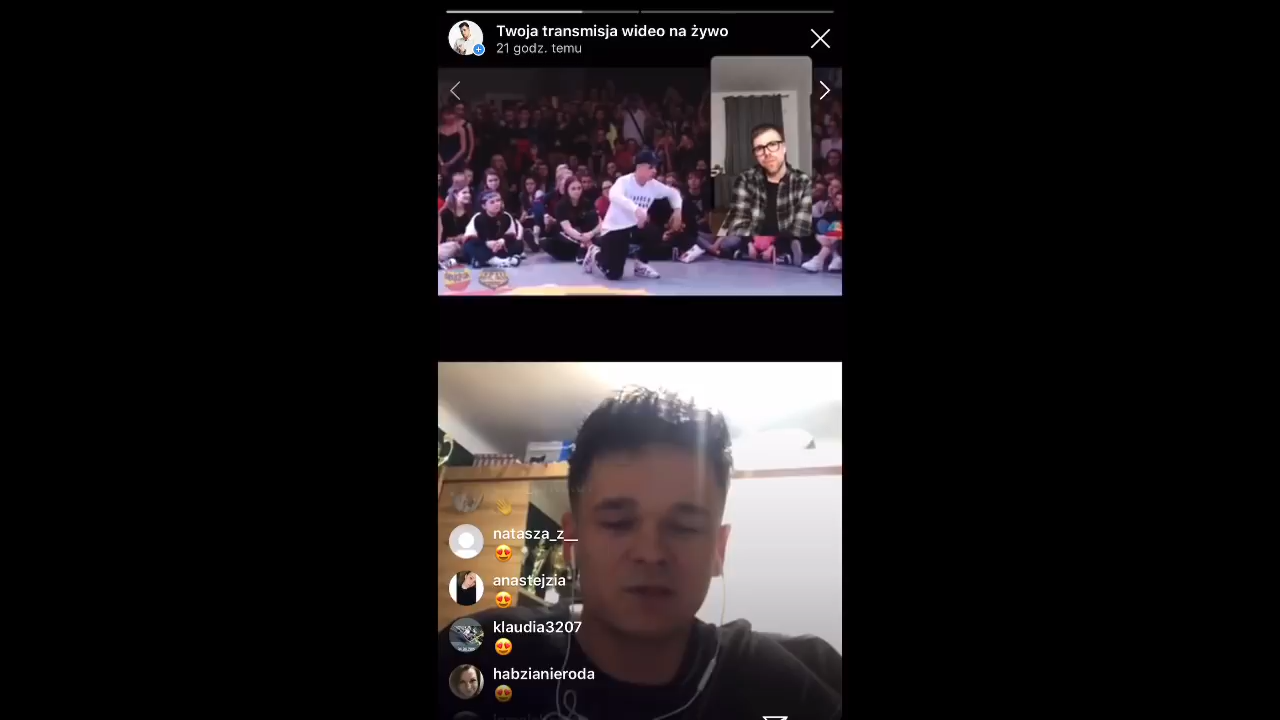 Twoja transmisja wideo na żywo
21 godz. temu
natasza_z__
anastejzia
klaudia3207
habzianieroda